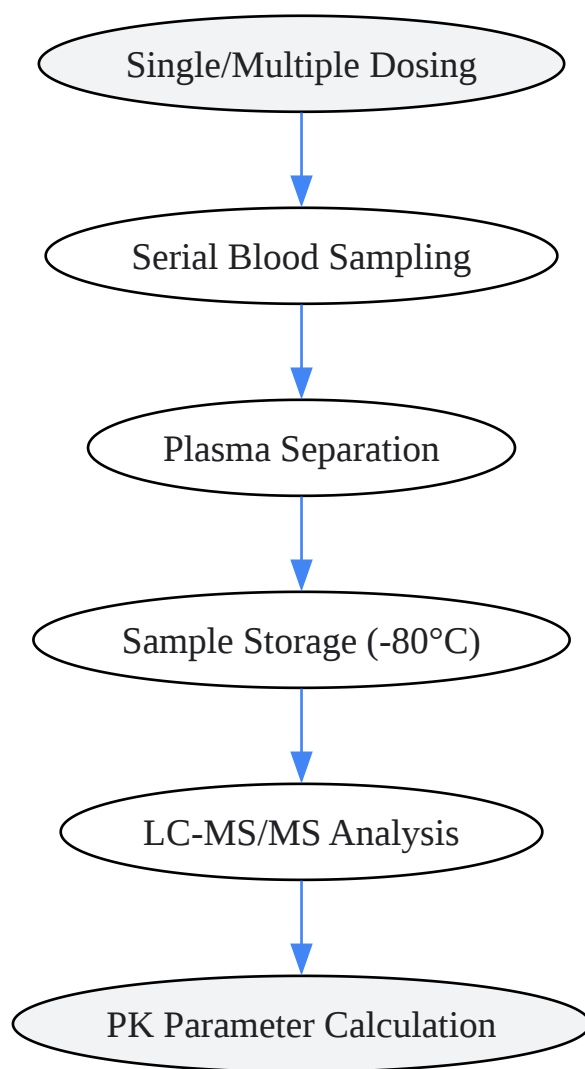 Single/Multiple Dosing
Serial Blood Sampling
Plasma Separation
Sample Storage (-80°C)
LC-MS/MS Analysis
PK Parameter Calculation